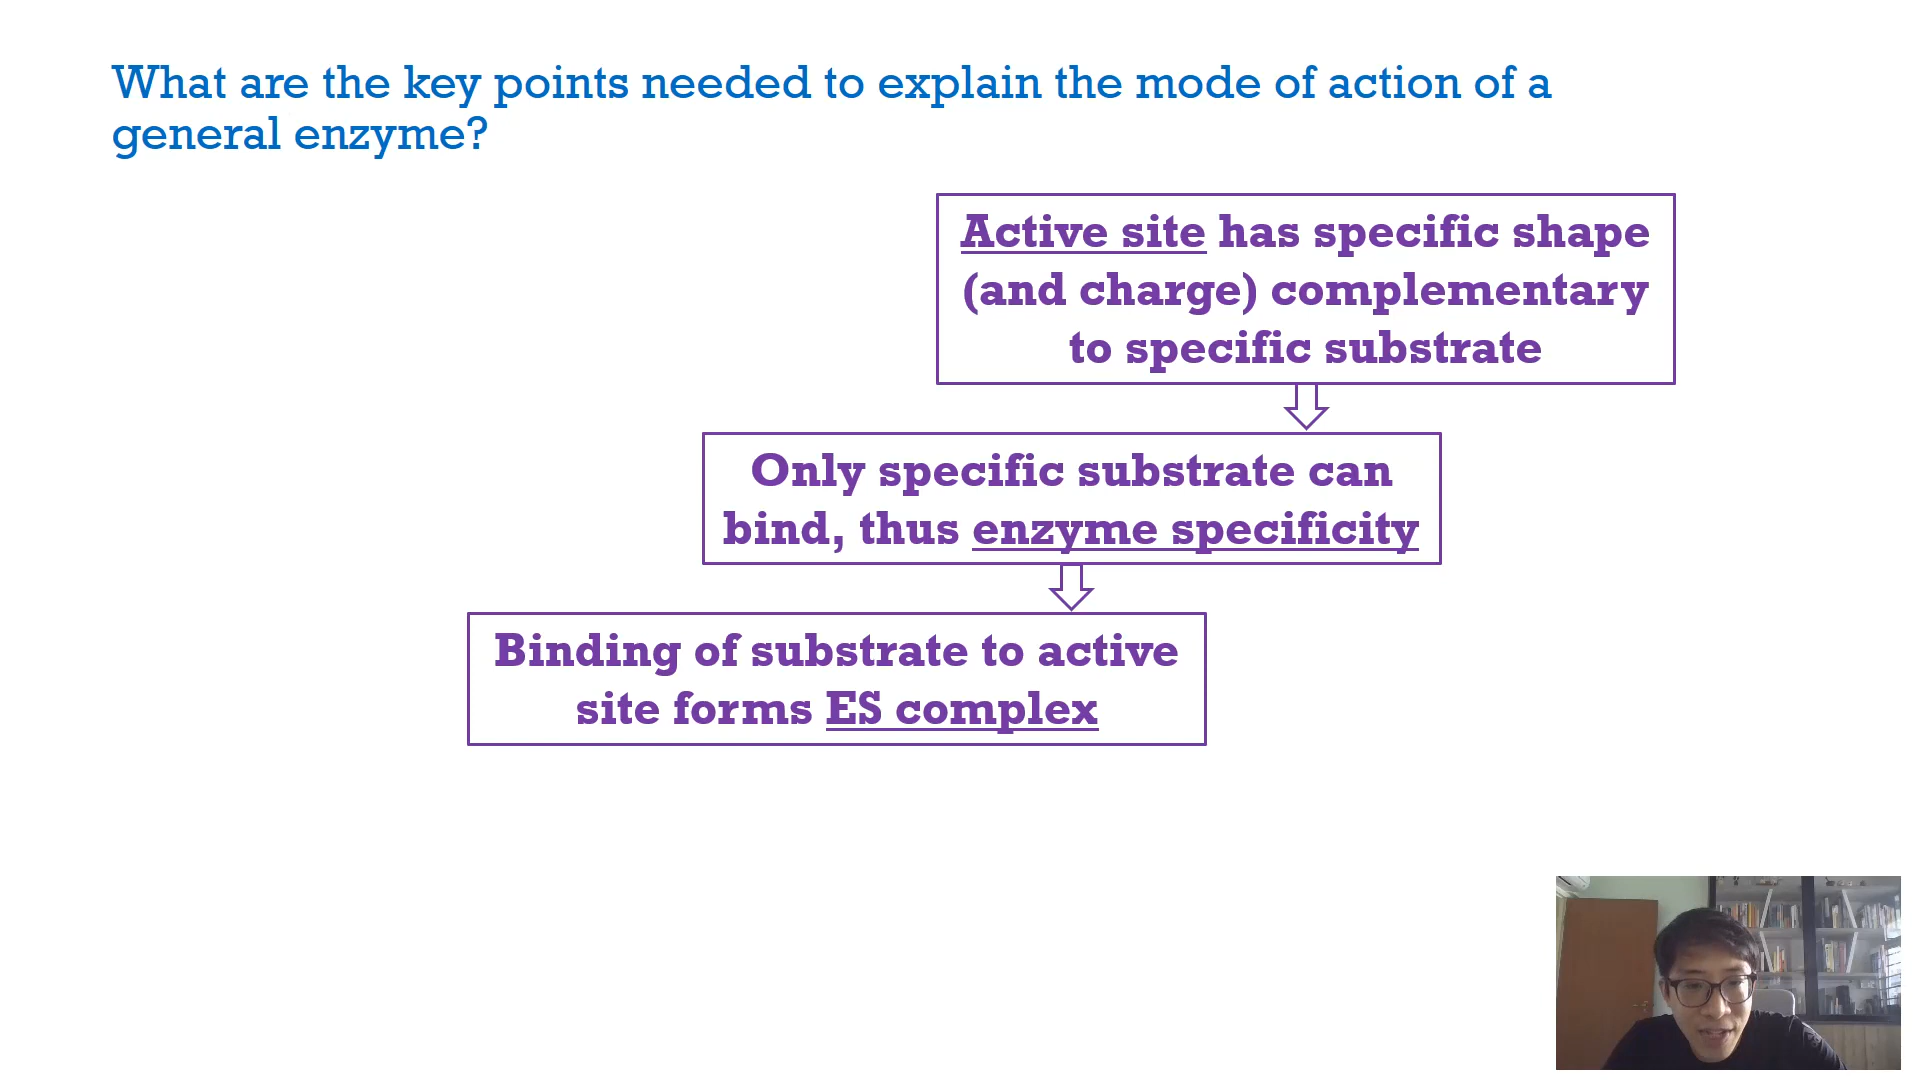 What are the key points needed to explain the mode of action of a
general enzyme?
Active site has specific shape
(and charge) complementary
to specific substrate
Only specific substrate can
bind, thus enzyme specificity
Binding of substrate to active
site forms ES complex